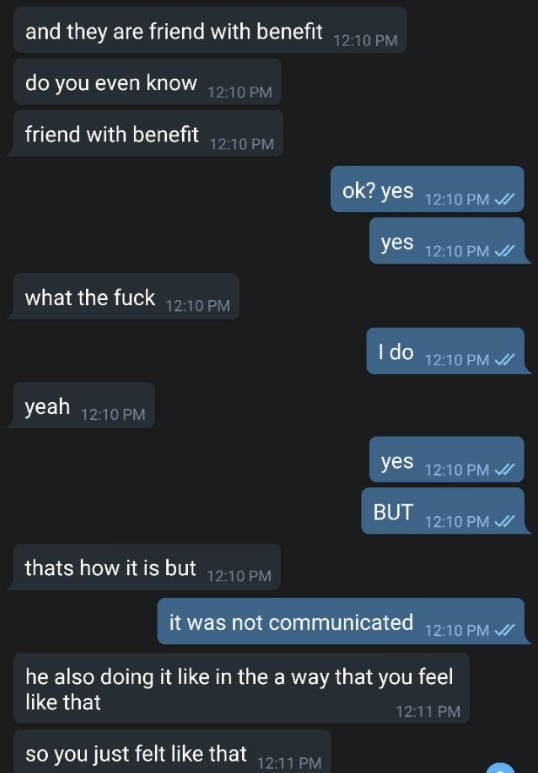 and they are friend with benefit 12:10 PM
do you even know 12:10 PM
friend with benefit 12:10 PM
ok? yes 12:10 PM
yes 12:10 PM
what the fuck 12:10 PM
I do 12:10 PM
yeah 12:10 PM
yes 12:10 PM
BUT 12:10 PM
thats how it is but 12:10 PM
it was not communicated 12:10 PM
he also doing it like in the a way that you feel
like that 12:11 PM
so you just felt like that 12:11 PM